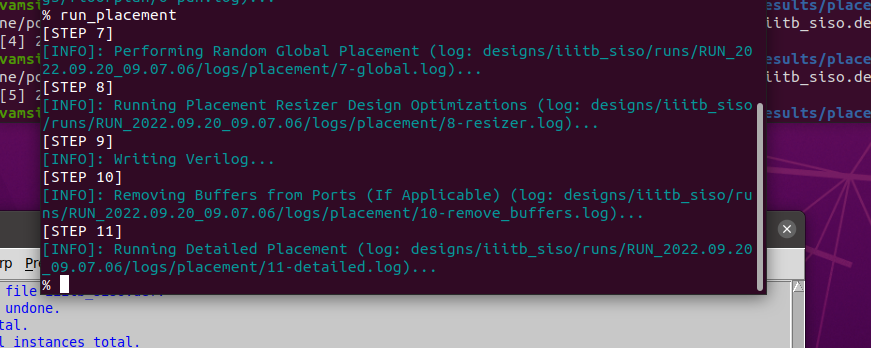 % run_placement
[STEP 7]
[INFO]: Performing Random Global Placement (log: designs/iiitb_siso/runs/RUN_20
22.09.20_09.07.06/logs/placement/7-global.log)...
[STEP 8]
[INFO]: Running Placement Resizer Design Optimizations (log: designs/iiitb_siso
/runs/RUN_2022.09.20_09.07.06/logs/placement/8-resizer.log)...
[STEP 9]
[INFO]: Writing Verilog...
[STEP 10]
[INFO]: Removing Buffers from Ports (If Applicable) (log: designs/iiitb_siso/ru
ns/RUN_2022.09.20_09.07.06/logs/placement/10-remove_buffers.log)...
[STEP 11]
[INFO]: Running Detailed Placement (log: designs/iiitb_siso/runs/RUN_2022.09.20
_09.07.06/logs/placement/11-detailed.log)...
%
vamsi
esults/place
ne/po
iitb_siso.de
[4] 2
vamsi
esults/place
ne/po
iitb_siso.de
[5] 2
vamsi
esults/place
rp Pr
file
undone.
tal.
l instances total.